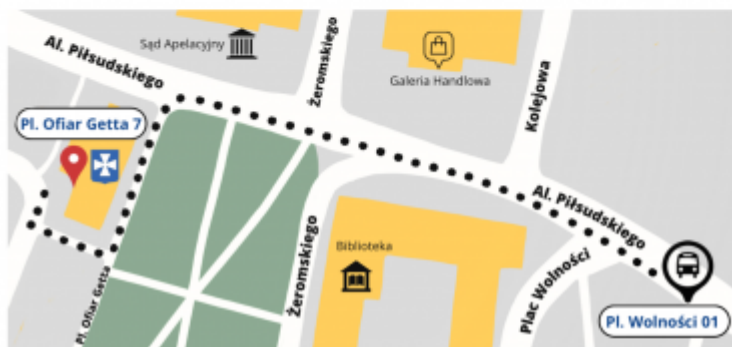 Al. Piłsudskiego
Sąd Apelacyjny
Żeromskiego
Galeria Handlowa
Kolejowa
Pl. Ofiar Getta 7
Al. Piłsudskiego
Żeromskiego
Biblioteka
Plac Wolności
Pl. Ofiar Getta
Pl. Wolności 01